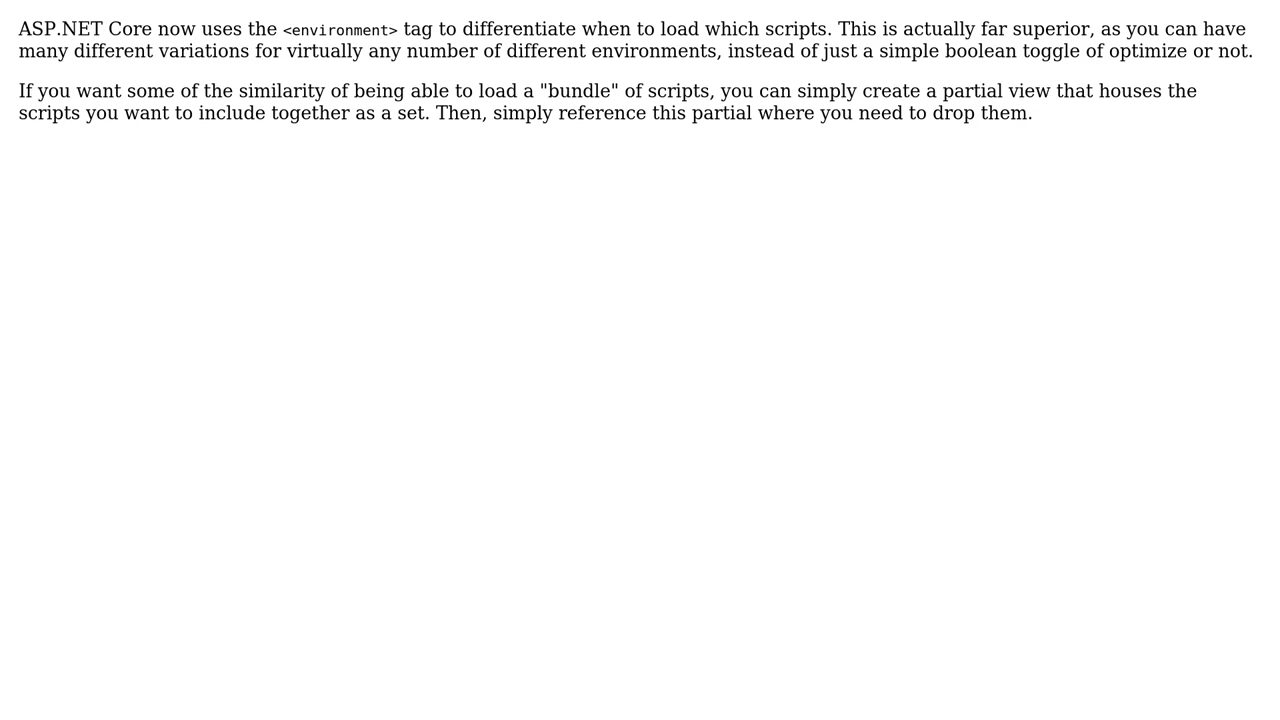 ASP.NET Core now uses the <environment> tag to differentiate when to load which scripts. This is actually far superior, as you can have
many different variations for virtually any number of different environments, instead of just a simple boolean toggle of optimize or not.
If you want some of the similarity of being able to load a "bundle" of scripts, you can simply create a partial view that houses the
scripts you want to include together as a set. Then, simply reference this partial where you need to drop them.